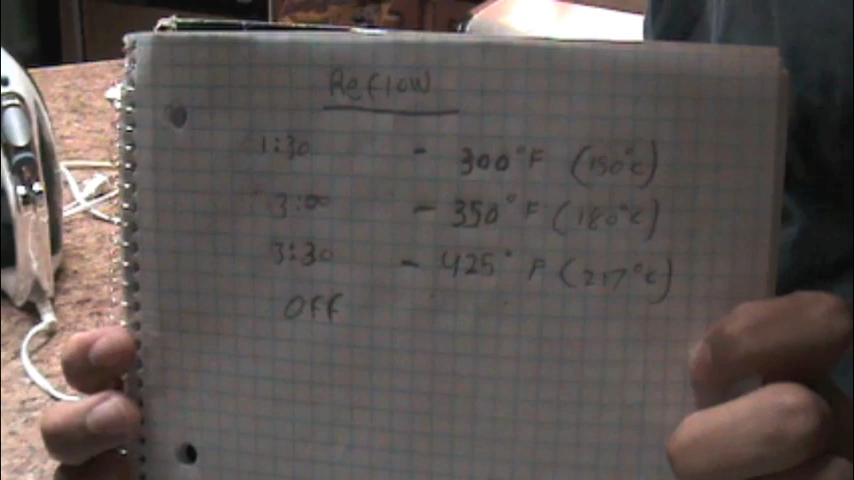 Reflow
1:30 - 300°F (150°C)
3:00 - 350°F (180°C)
3:30 - 425° F (217°C)
OFF